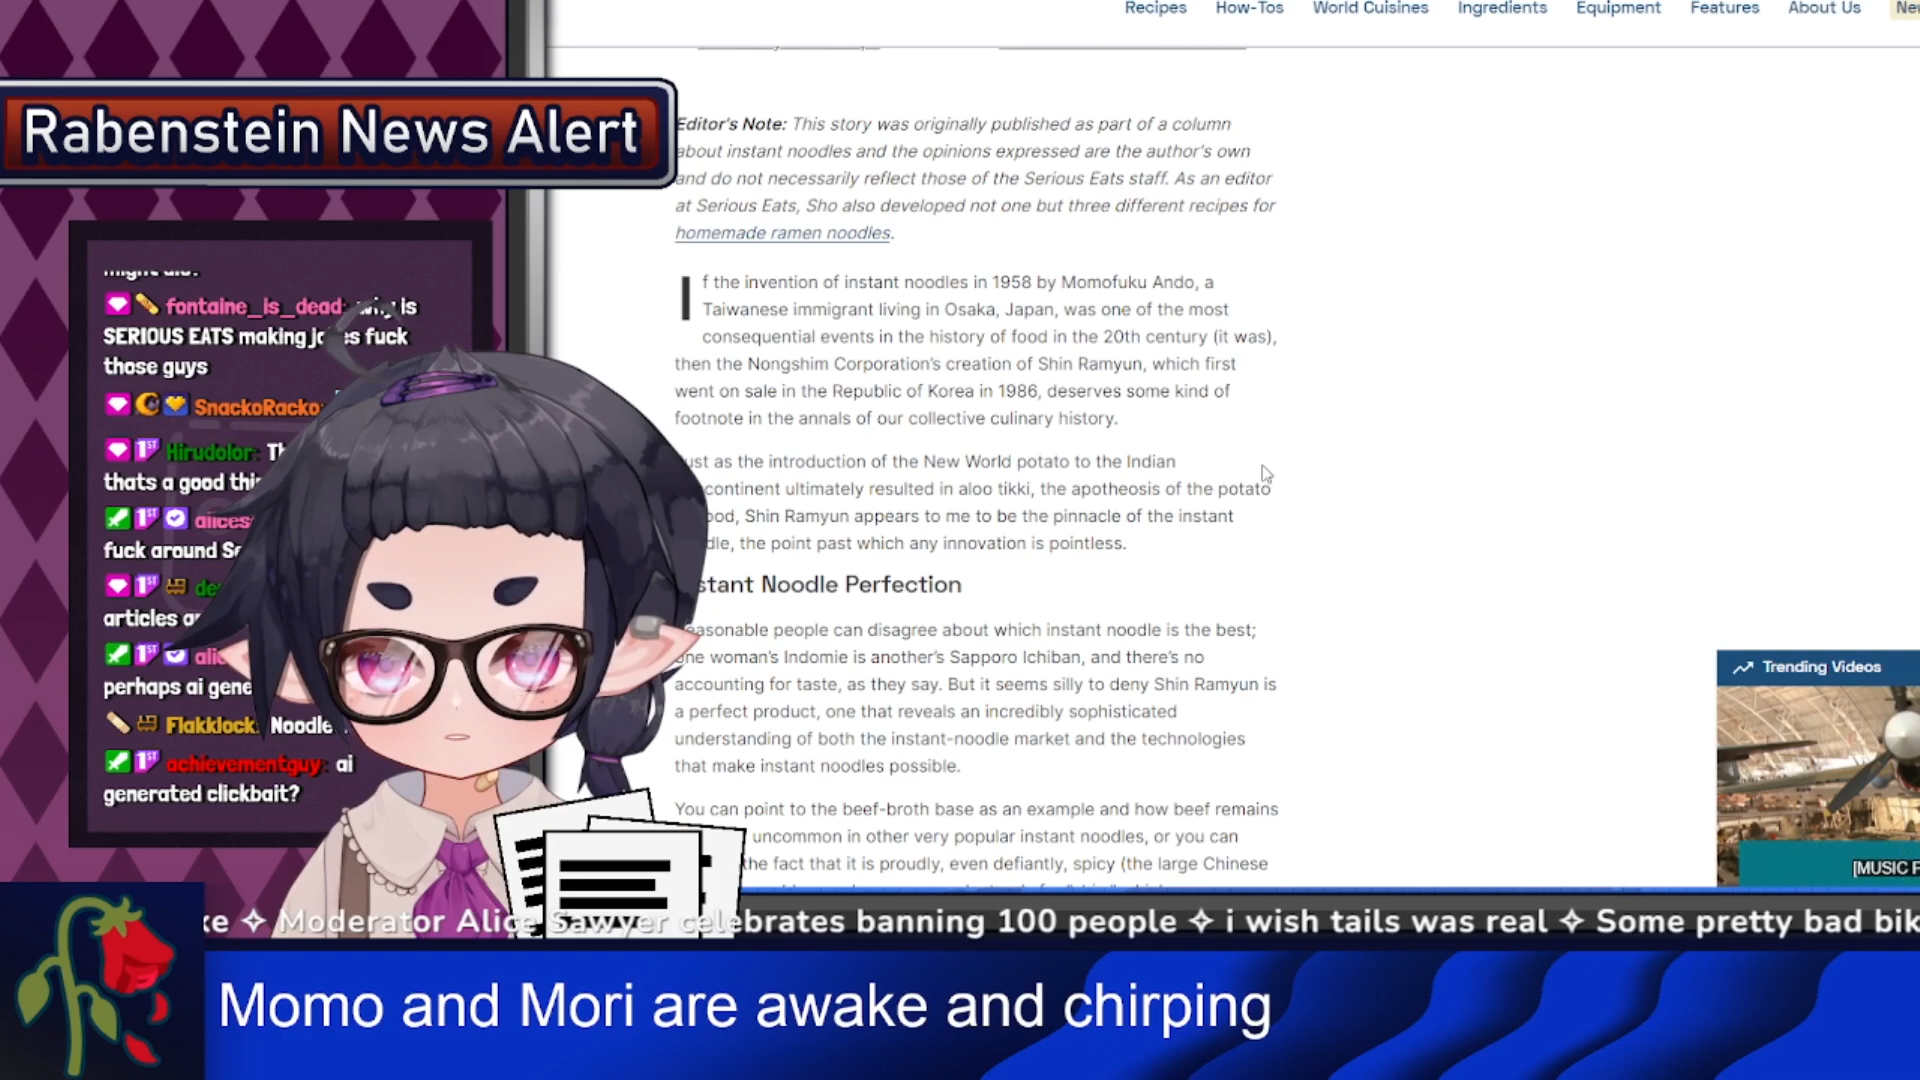 Recipes How-Tos World Cuisines Ingredients Equipment Features About Us
Rabenstein News Alert
Editor's Note: This story was originally published as part of a column
about instant noodles and the opinions expressed are the author's own
and do not necessarily reflect those of the Serious Eats staff. As an editor
at Serious Eats, Sho also developed not one but three different recipes for
homemade ramen noodles.
If the invention of instant noodles in 1958 by Momofuku Ando, a
Taiwanese immigrant living in Osaka, Japan, was one of the most
consequential events in the history of food in the 20th century (it was),
then the Nongshim Corporation's creation of Shin Ramyun, which first
went on sale in the Republic of Korea in 1986, deserves some kind of
footnote in the annals of our collective culinary history.
ust as the introduction of the New World potato to the Indian
continent ultimately resulted in aloo tikki, the apotheosis of the potato
ood, Shin Ramyun appears to me to be the pinnacle of the instant
dle, the point past which any innovation is pointless.
stant Noodle Perfection
easonable people can disagree about which instant noodle is the best;
one woman's Indomie is another's Sapporo Ichiban, and there's no
accounting for taste, as they say. But it seems silly to deny Shin Ramyun is
a perfect product, one that reveals an incredibly sophisticated
understanding of both the instant-noodle market and the technologies
that make instant noodles possible.
You can point to the beef-broth base as an example and how beef remains
uncommon in other very popular instant noodles, or you can
the fact that it is proudly, even defiantly, spicy (the large Chinese
fontaine_is_dead: why is
SERIOUS EATS making jokes fuck
those guys
SnackoRacko:
Hirudolor:
thats a good
fuck around
articles
perhaps ai
Flakklock: Noodle
achievementguy: ai
generated clickbait?
Trending Videos
[MUSIC
ke ✧ Moderator Alice Sawyer celebrates banning 100 people ✧ i wish tails was real ✧ Some pretty bad bik
Momo and Mori are awake and chirping